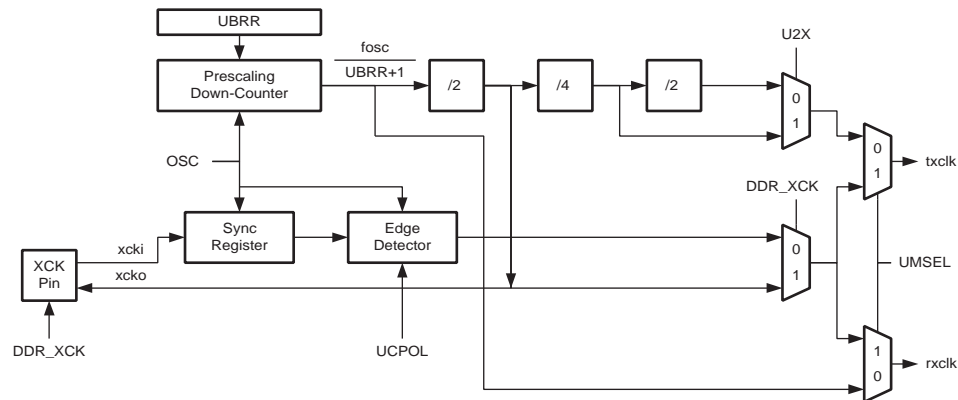 UBRR
fosc
U2X
Prescaling
Down-Counter
UBRR+1
/2
/4
/2
0
1
OSC
0
1
txclk
DDR_XCK
Sync
Register
Edge
Detector
xcki
0
1
XCK
Pin
xcko
UMSEL
DDR_XCK
UCPOL
1
0
rxclk